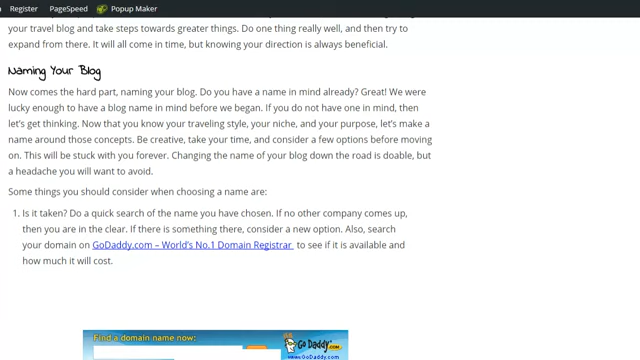 Register PageSpeed Popup Maker
your travel blog and take steps towards greater things. Do one thing really well, and then try to
expand from there. It will all come in time, but knowing your direction is always beneficial.
Naming Your Blog
Now comes the hard part, naming your blog. Do you have a name in mind already? Great! We were
lucky enough to have a blog name in mind before we began. If you do not have one in mind, then
let's get thinking. Now that you know your traveling style, your niche, and your purpose, let's make a
name around those concepts. Be creative, take your time, and consider a few options before moving
on. This will be stuck with you forever. Changing the name of your blog down the road is doable, but
a headache you will want to avoid.
Some things you should consider when choosing a name are:
1. Is it taken? Do a quick search of the name you have chosen. If no other company comes up,
then you are in the clear. If there is something there, consider a new option. Also, search
your domain on GoDaddy.com – World's No.1 Domain Registrar to see if it is available and
how much it will cost.
Find a domain name now:
Go Daddy
.COM
www.GoDaddy.com